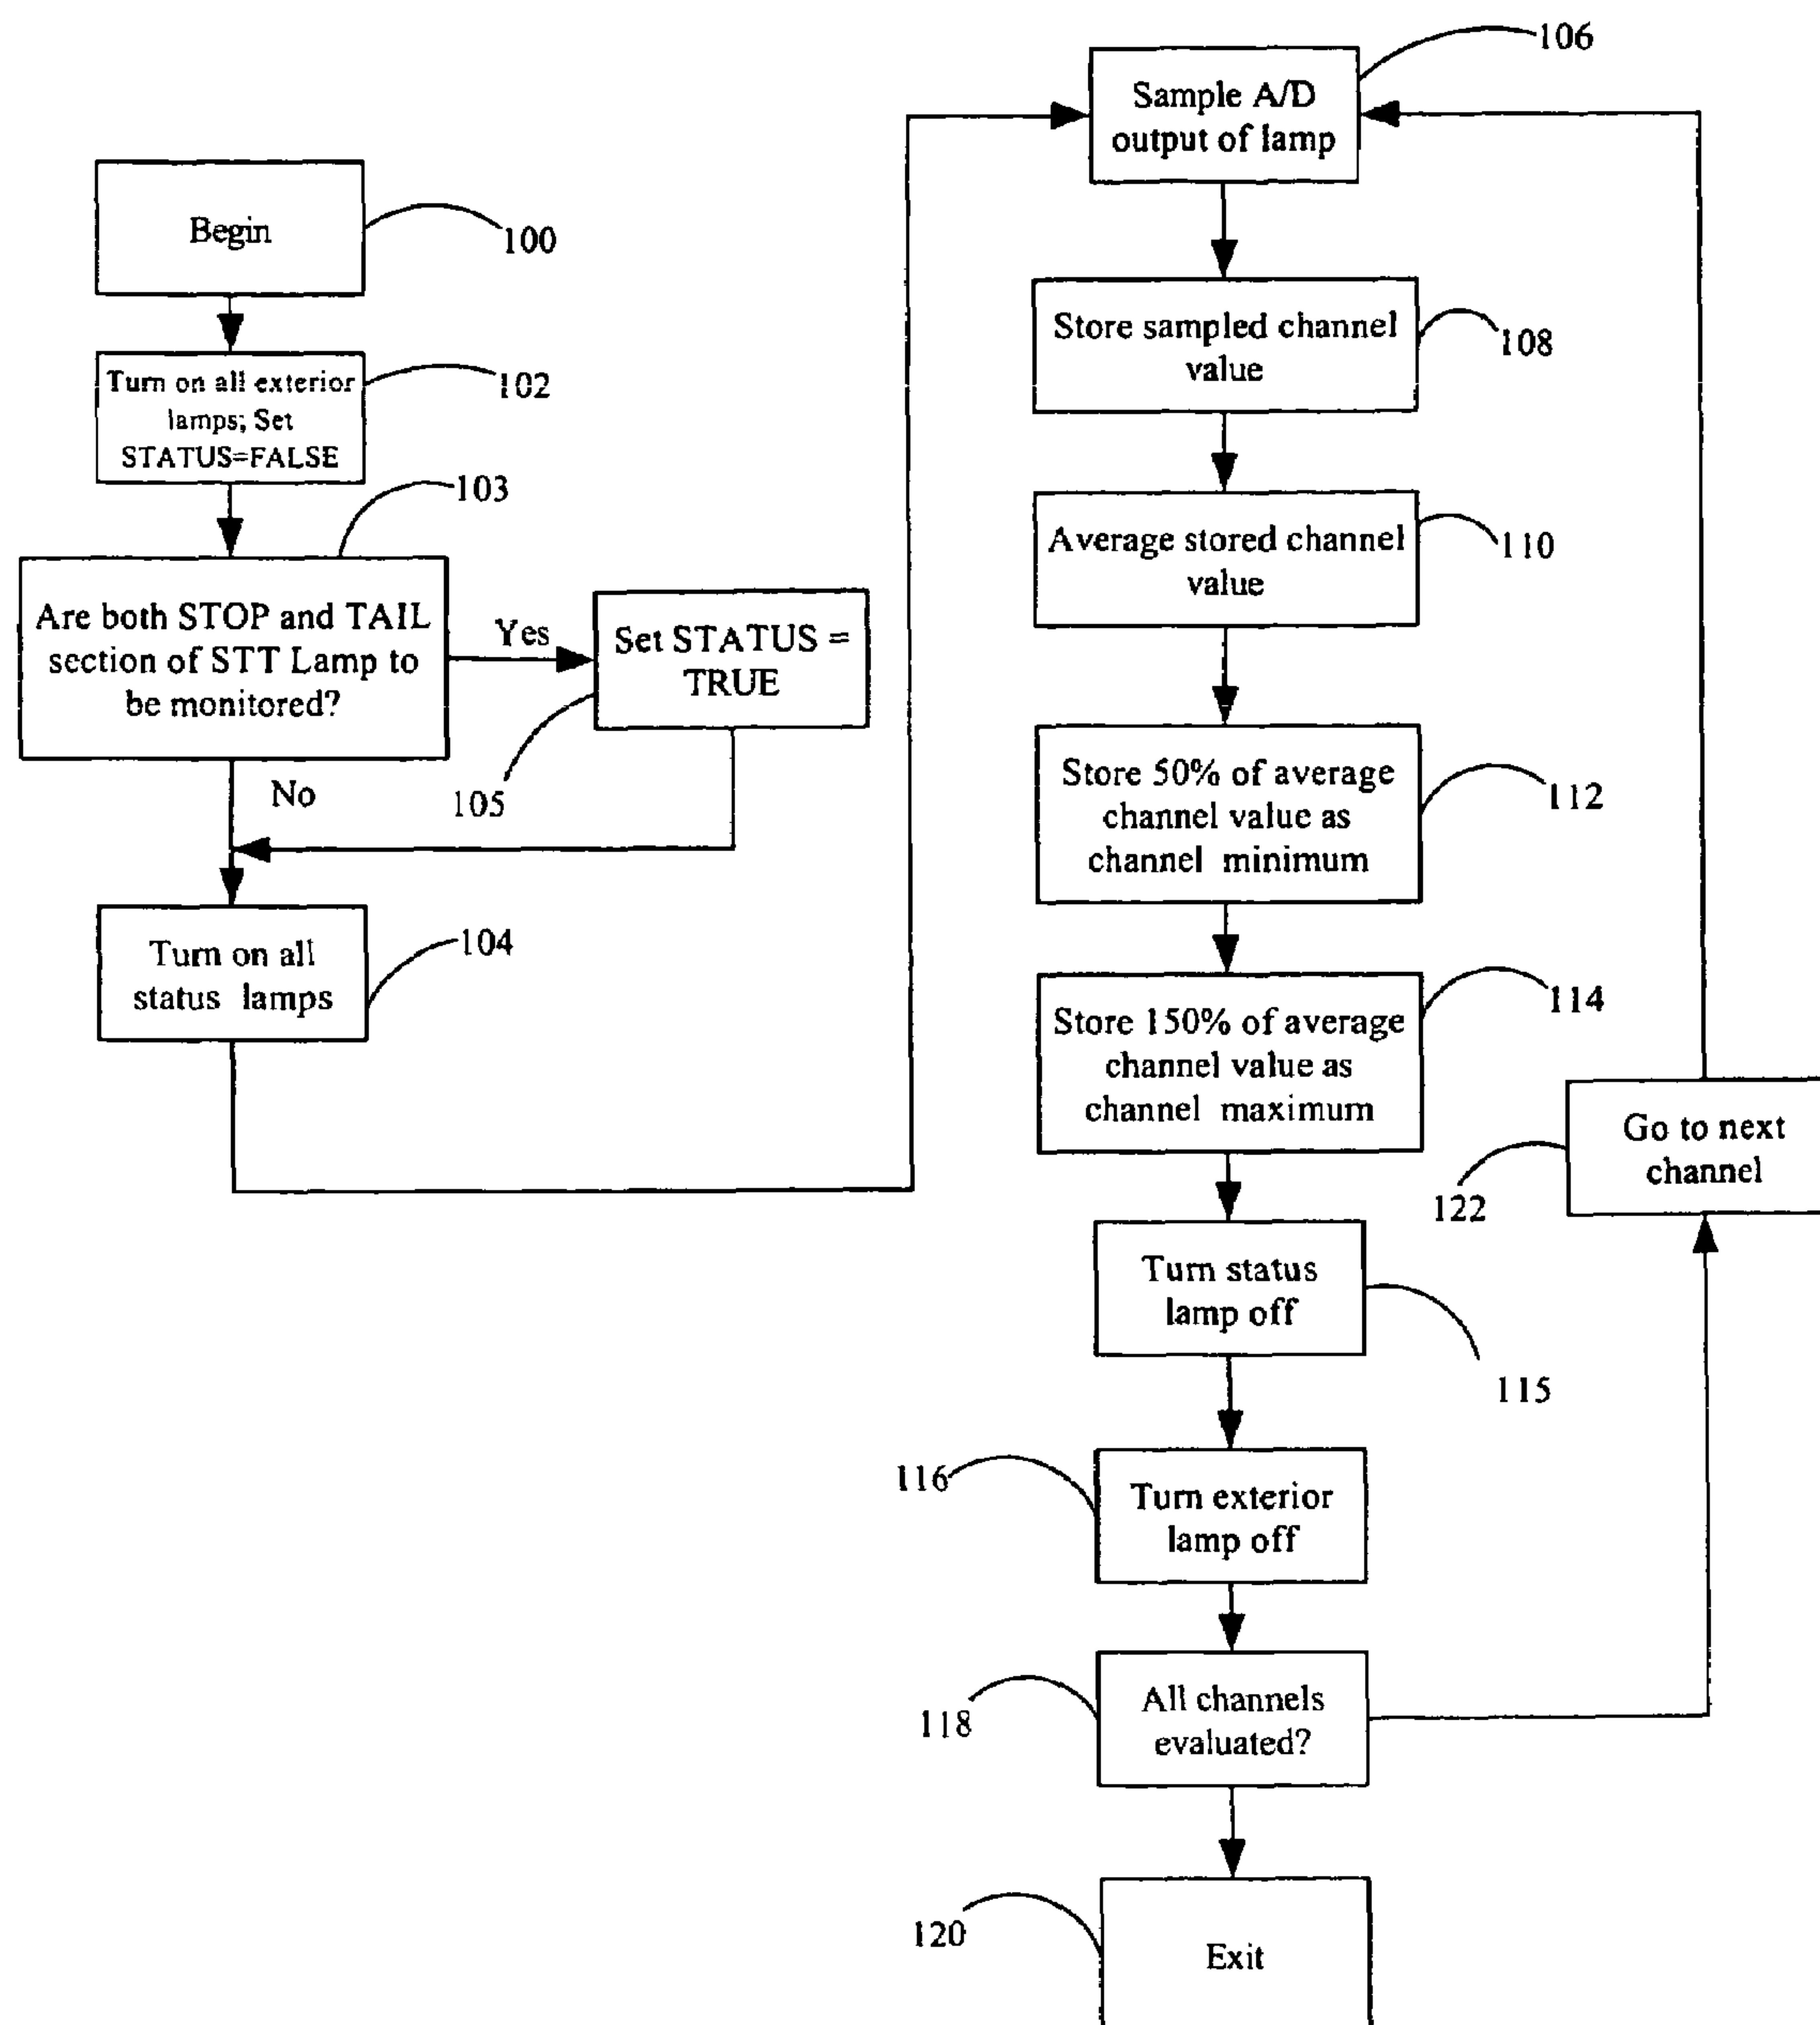 Begin
100
Turn on all exterior
lamps; Set
STATUS=FALSE
102
103
Are both STOP and TAIL
section of STT Lamp to
be monitored?
Yes
Set STATUS =
TRUE
105
No
Turn on all
status lamps
104
Sample A/D
output of lamp
106
Store sampled channel
value
108
Average stored channel
value
110
Store 50% of average
channel value as
channel minimum
112
Store 150% of average
channel value as
channel maximum
114
Turn status
lamp off
115
Turn exterior
lamp off
116
All channels
evaluated?
118
Exit
120
Go to next
channel
122